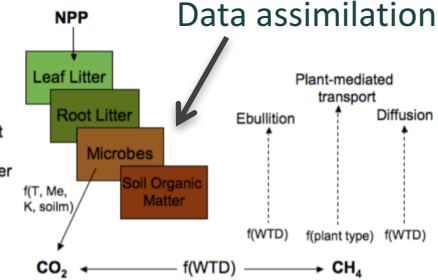 Data assimilation
NPP
Leaf Litter
Root Litter
Microbes
Soil Organic
Matter
t
er
f(T, Me,
K, soilm)
CO₂
f(WTD)
CH₄
Plant-mediated
transport
Ebullition
Diffusion
f(WTD)
f(plant type)
f(WTD)